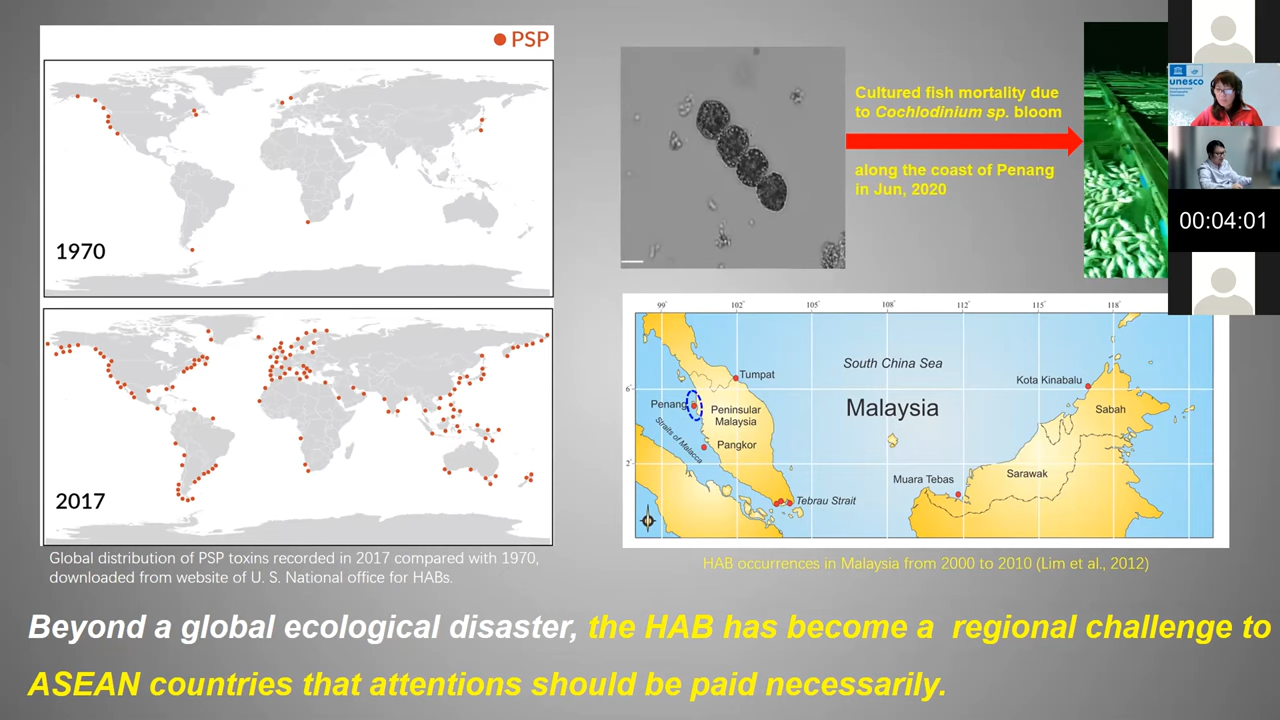 PSP
1970
2017
Global distribution of PSP toxins recorded in 2017 compared with 1970,
downloaded from website of U. S. National office for HABs.
Cultured fish mortality due
to Cochlodinium sp. bloom
along the coast of Penang
in Jun, 2020
unesco
00:04:01
99°
102°
105°
108°
112°
115°
118°
6°
2°
South China Sea
Malaysia
Tumpat
Penang
Peninsular
Malaysia
Straits of Malacca
Pangkor
Tebrau Strait
Kota Kinabalu
Sabah
Muara Tebas
Sarawak
HAB occurrences in Malaysia from 2000 to 2010 (Lim et al., 2012)
Beyond a global ecological disaster, the HAB has become a regional challenge to
ASEAN countries that attentions should be paid necessarily.